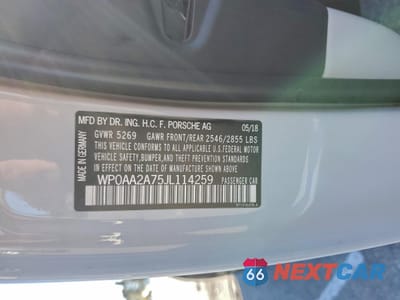 MFD BY DR. ING. H.C. F. PORSCHE AG 05/18
GVWR 5269 GAWR FRONT/REAR 2546/2855 LBS
THIS VEHICLE CONFORMS TO ALL APPLICABLE U.S.FEDERAL MOTOR
VEHICLE SAFETY, BUMPER, AND THEFT PREVENTION STANDARDS
IN EFFECT ON THE DATE OF MANUFACTURE SHOWN ABOVE.
WP0AA2A75JL114259 PASSENGER CAR
MADE IN GERMANY
66 NEXTCAR